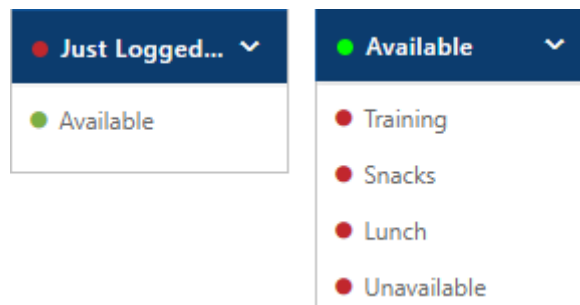 Just Logged...
Available
Available
Training
Snacks
Lunch
Unavailable